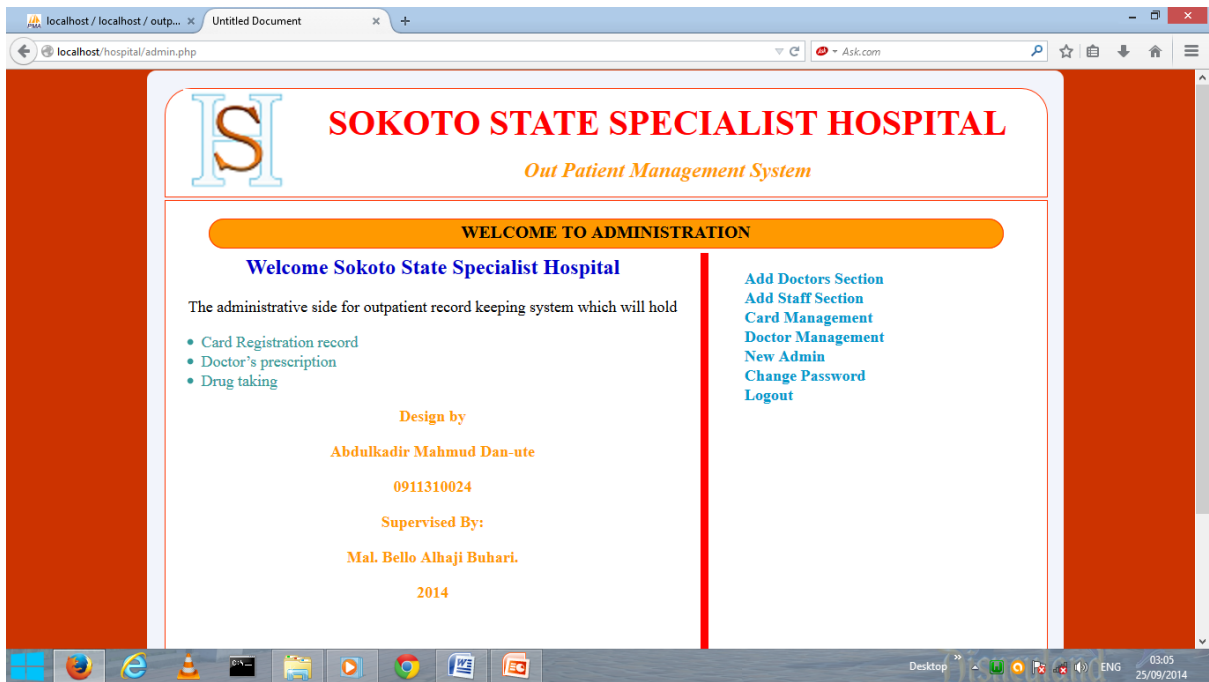 localhost / localhost / outp...
Untitled Document
localhost/hospital/admin.php
Ask.com
SH
SOKOTO STATE SPECIALIST HOSPITAL
Out Patient Management System
WELCOME TO ADMINISTRATION
Welcome Sokoto State Specialist Hospital
The administrative side for outpatient record keeping system which will hold
Card Registration record
Doctor's prescription
Drug taking
Design by
Abdulkadir Mahmud Dan-ute
0911310024
Supervised By:
Mal. Bello Alhaji Buhari.
2014
Add Doctors Section
Add Staff Section
Card Management
Doctor Management
New Admin
Change Password
Logout
Desktop
ENG
03:05
25/09/2014